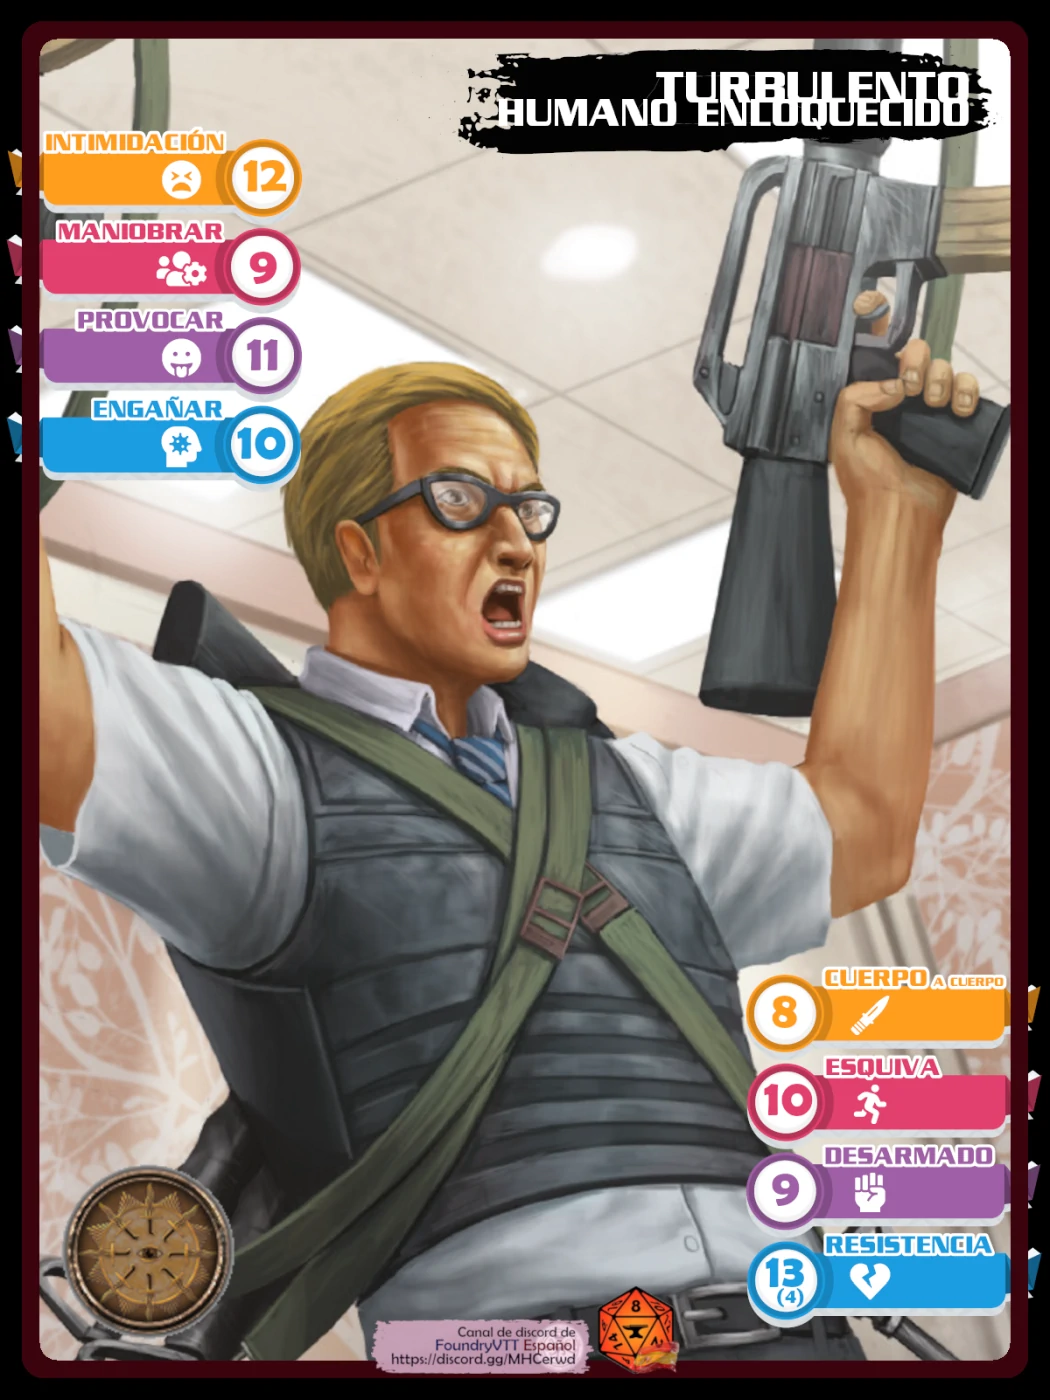 TURBULENTO
HUMANO ENLOQUECIDO
INTIMIDACIÓN
12
MANIOBRAR
9
PROVOCAR
11
ENGAÑAR
10
CUERPO A CUERPO
8
ESQUIVA
10
DESARMADO
9
RESISTENCIA
13
(4)
Canal de discord de
FoundryVTT Español
https://discord.gg/MHCerwd
8